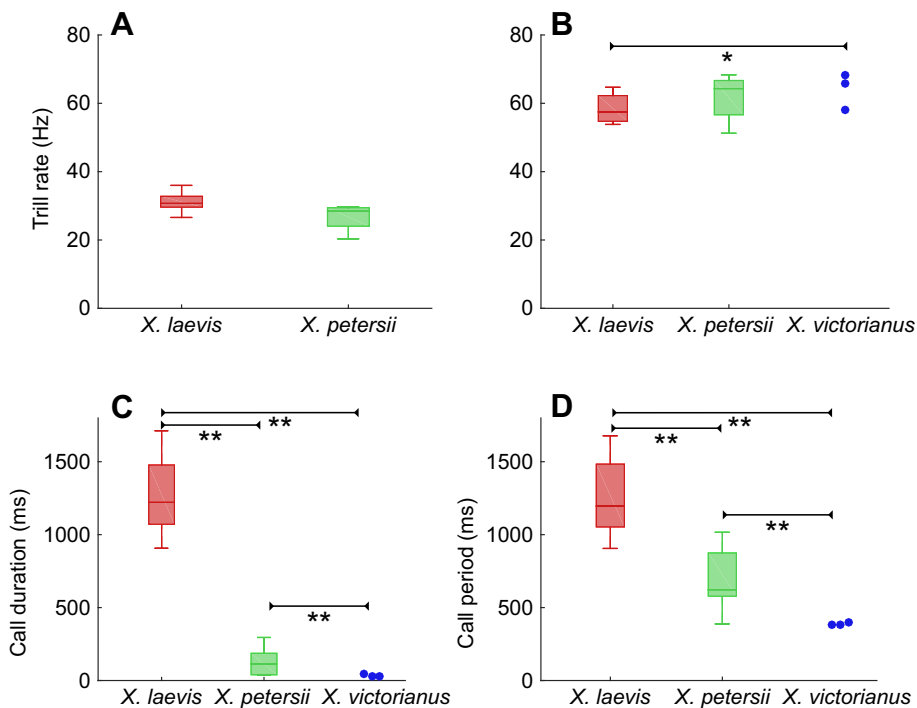 A
80
60
40
20
0
Trill rate (Hz)
X. laevis
X. petersii
B
80
60
40
20
0
*
X. laevis
X. petersii
X. victorianus
C
1500
1000
500
0
Call duration (ms)
**
**
**
X. laevis
X. petersii
X. victorianus
D
1500
1000
500
0
Call period (ms)
**
**
**
X. laevis
X. petersii
X. victorianus